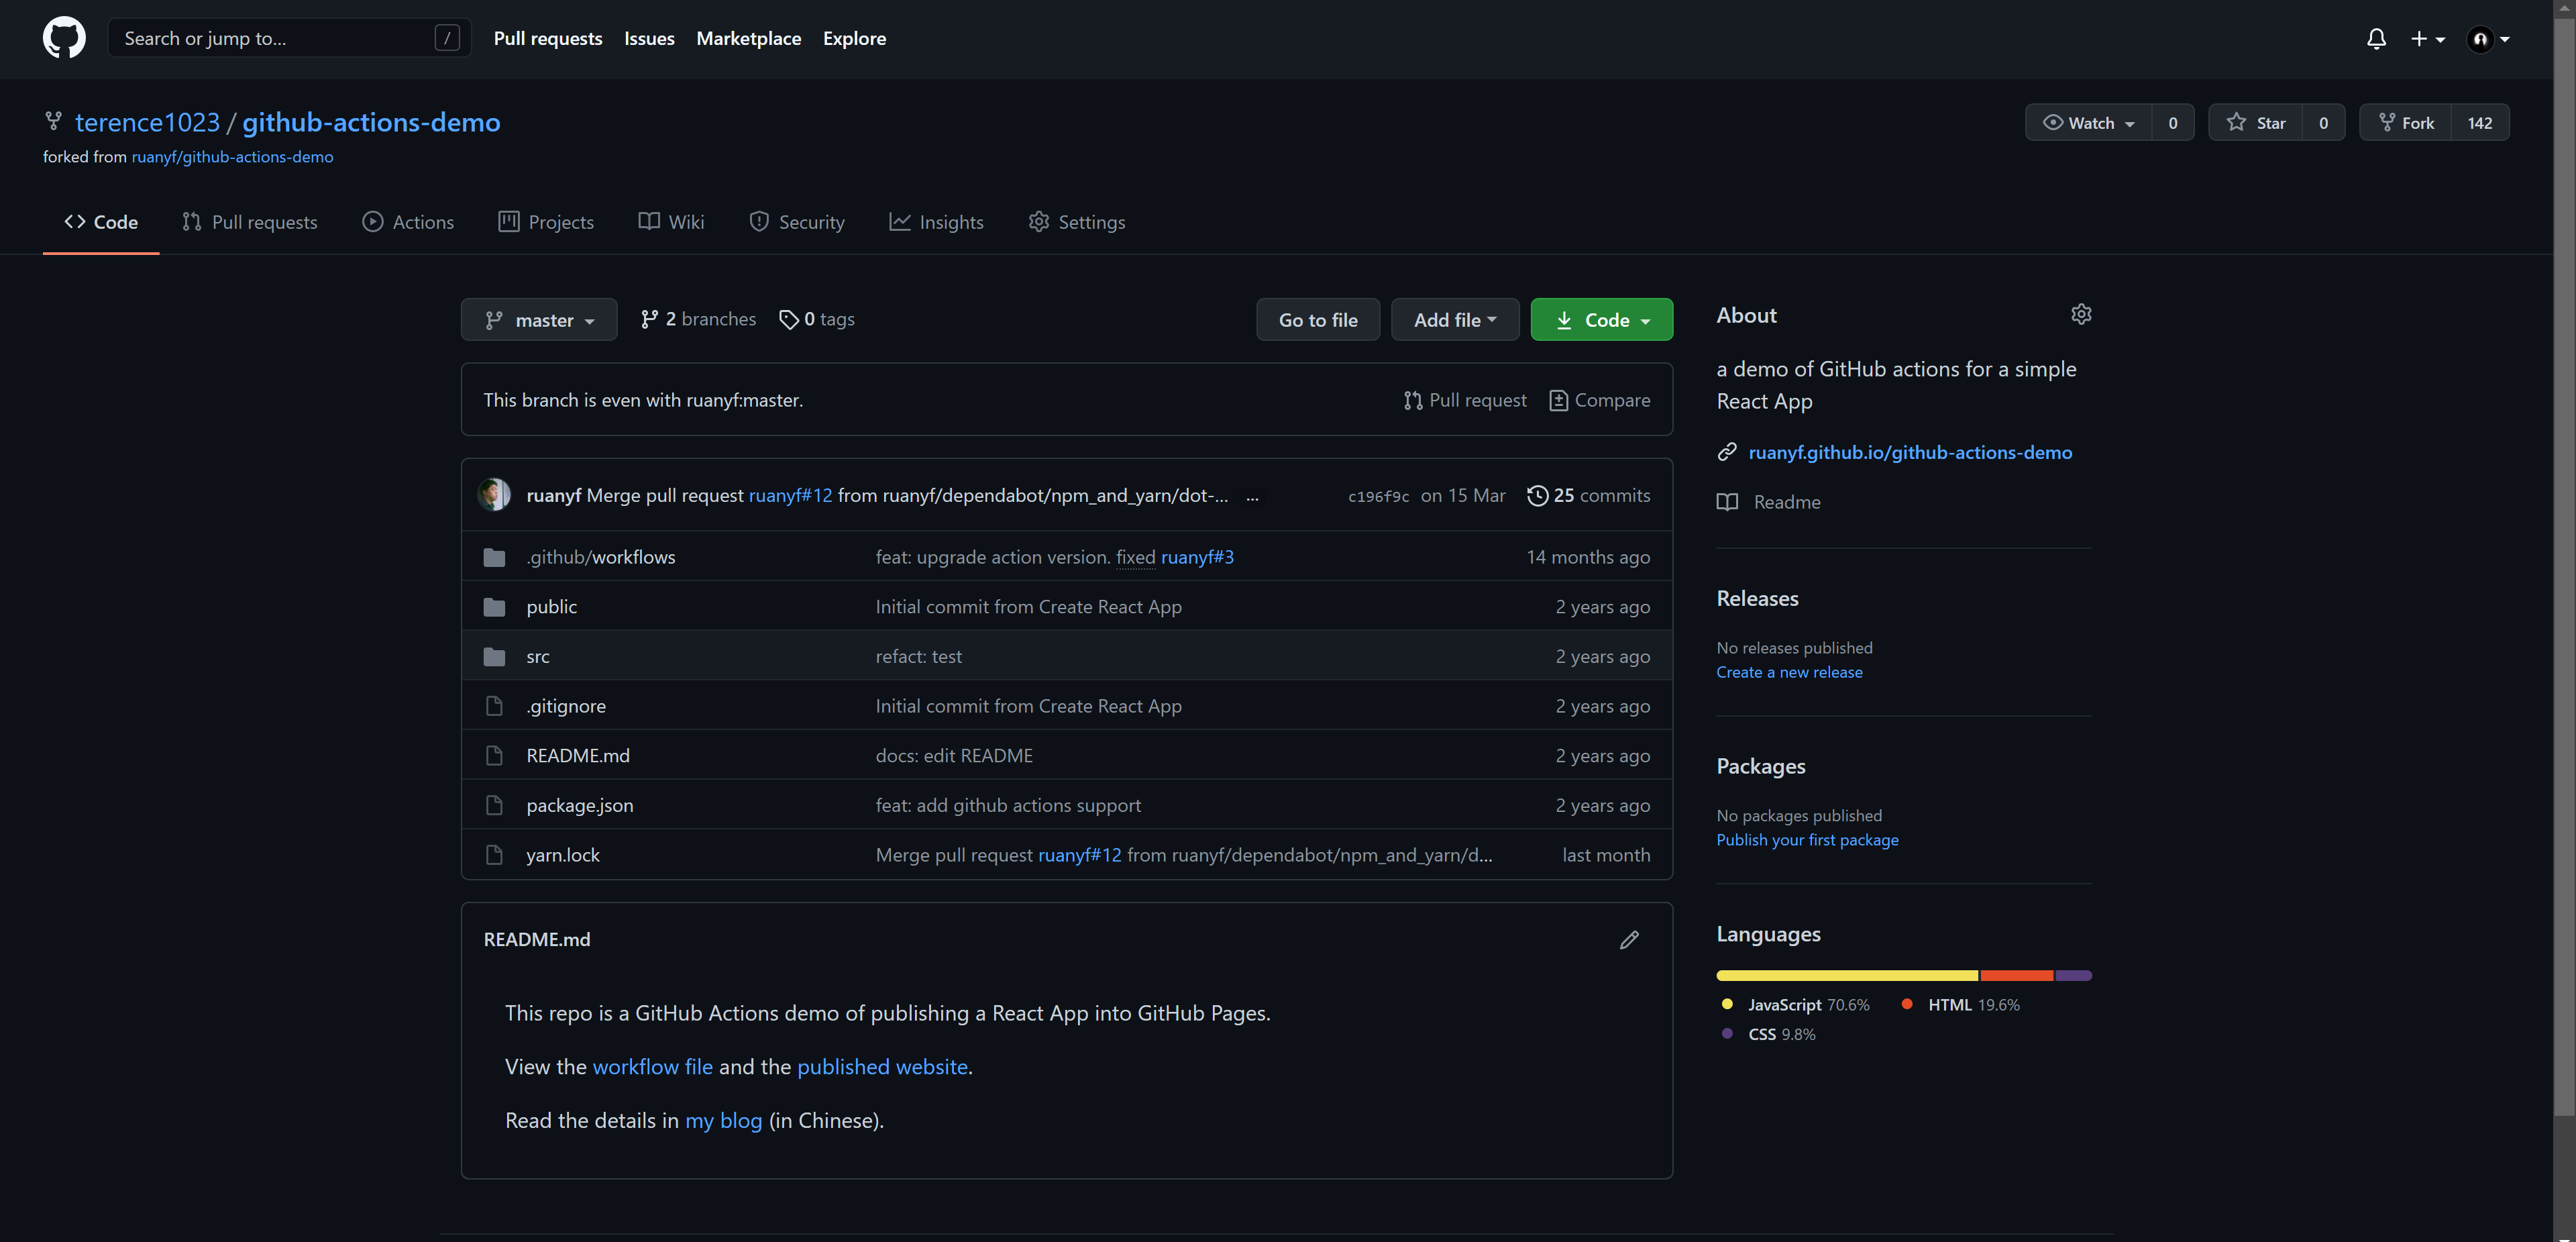 Search or jump to... /
Pull requests Issues Marketplace Explore
terence1023 / github-actions-demo
forked from ruanyf/github-actions-demo
Watch 0 Star 0 Fork 142
Code Pull requests Actions Projects Wiki Security Insights Settings
master 2 branches 0 tags Go to file Add file Code
This branch is even with ruanyf:master. Pull request Compare
ruanyf Merge pull request ruanyf#12 from ruanyf/dependabot/npm_and_yarn/dot-... ... c196f9c on 15 Mar 25 commits
.github/workflows feat: upgrade action version. fixed ruanyf#3 14 months ago
public Initial commit from Create React App 2 years ago
src refact: test 2 years ago
.gitignore Initial commit from Create React App 2 years ago
README.md docs: edit README 2 years ago
package.json feat: add github actions support 2 years ago
yarn.lock Merge pull request ruanyf#12 from ruanyf/dependabot/npm_and_yarn/d... last month
README.md
This repo is a GitHub Actions demo of publishing a React App into GitHub Pages.
View the workflow file and the published website.
Read the details in my blog (in Chinese).
About
a demo of GitHub actions for a simple
React App
ruanyf.github.io/github-actions-demo
Readme
Releases
No releases published
Create a new release
Packages
No packages published
Publish your first package
Languages
JavaScript 70.6% HTML 19.6%
CSS 9.8%